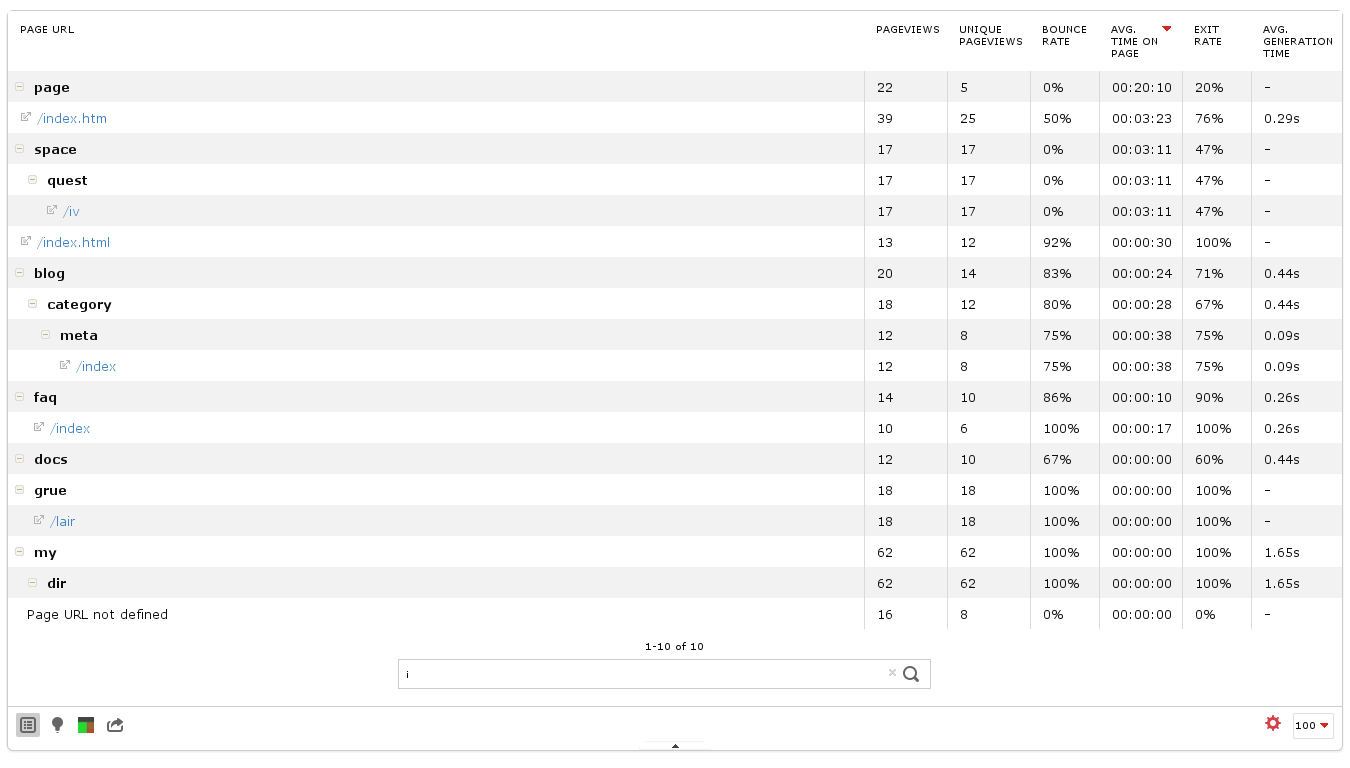 PAGE URL PAGEVIEWS UNIQUE PAGEVIEWS BOUNCE RATE AVG. TIME ON PAGE EXIT RATE AVG. GENERATION TIME
page 22 5 0% 00:20:10 20% -
/index.htm 39 25 50% 00:03:23 76% 0.29s
space 17 17 0% 00:03:11 47% -
quest 17 17 0% 00:03:11 47% -
/iv 17 17 0% 00:03:11 47% -
/index.html 13 12 92% 00:00:30 100% -
blog 20 14 83% 00:00:24 71% 0.44s
category 18 12 80% 00:00:28 67% 0.44s
meta 12 8 75% 00:00:38 75% 0.09s
/index 12 8 75% 00:00:38 75% 0.09s
faq 14 10 86% 00:00:10 90% 0.26s
/index 10 6 100% 00:00:17 100% 0.26s
docs 12 10 67% 00:00:00 60% 0.44s
grue 18 18 100% 00:00:00 100% -
/lair 18 18 100% 00:00:00 100% -
my 62 62 100% 00:00:00 100% 1.65s
dir 62 62 100% 00:00:00 100% 1.65s
Page URL not defined 16 8 0% 00:00:00 0% -
1-10 of 10
i
100